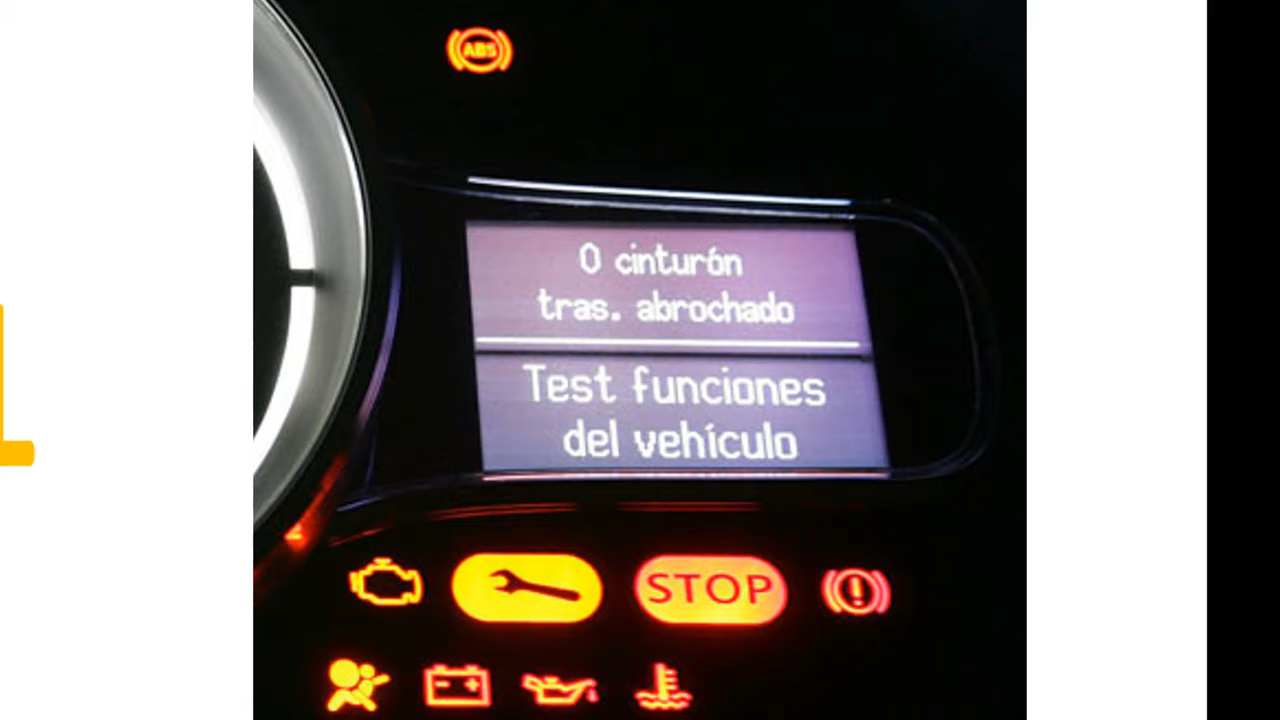 ABS
0 cinturón
tras. abrochado
Test funciones
del vehículo
STOP